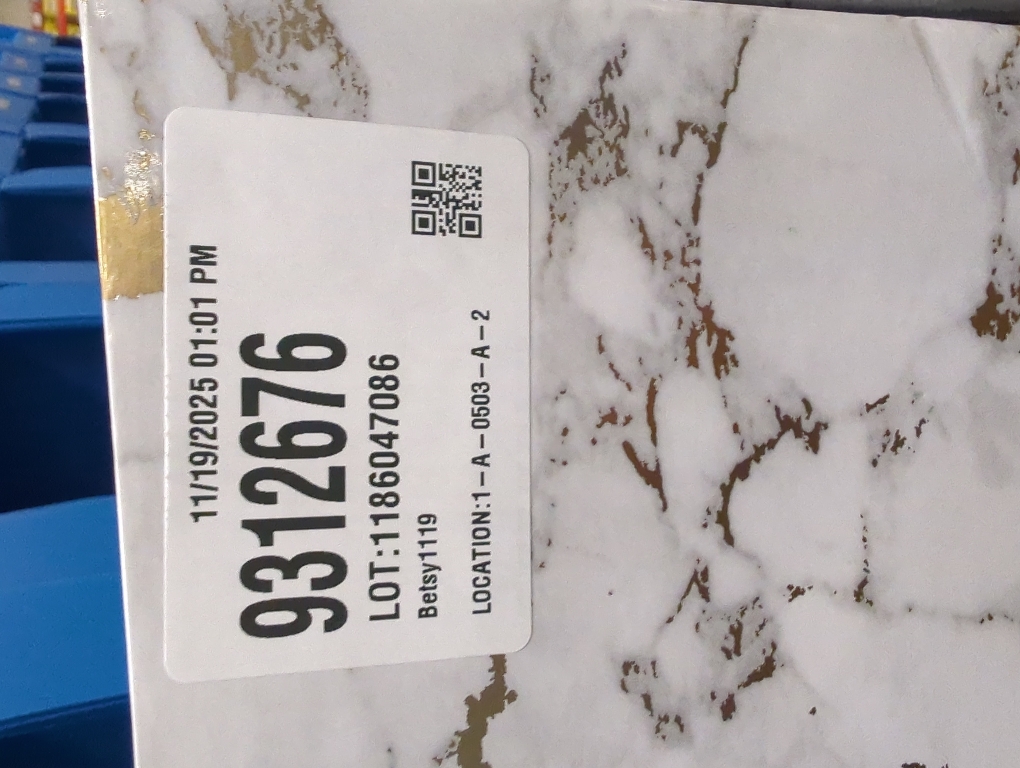 11/19/2025 01:01 PM
9312676
LOT:1186047086
Betsy1119
LOCATION:1-A-0503-A-2